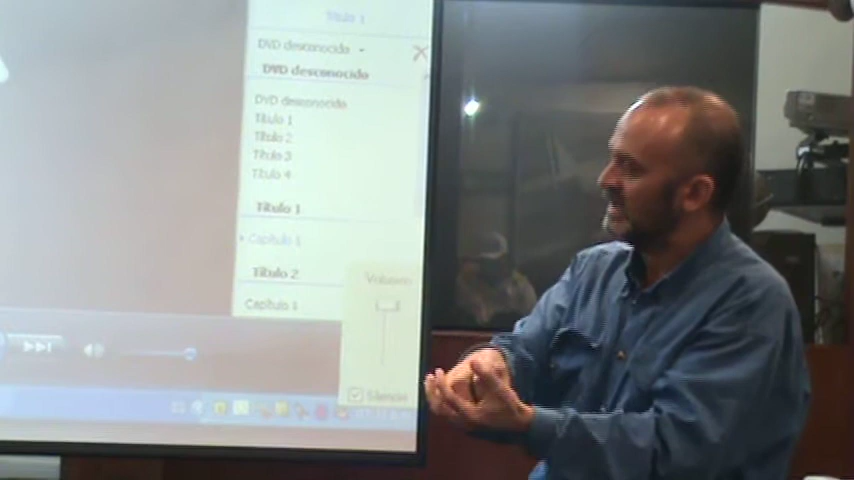 Título 1
DVD desconocido
DVD desconocido
DVD desconocido
Título 1
Título 2
Título 3
Título 4
Título 1
Capítulo 1
Título 2
Capítulo 1
Volumen
Silencio